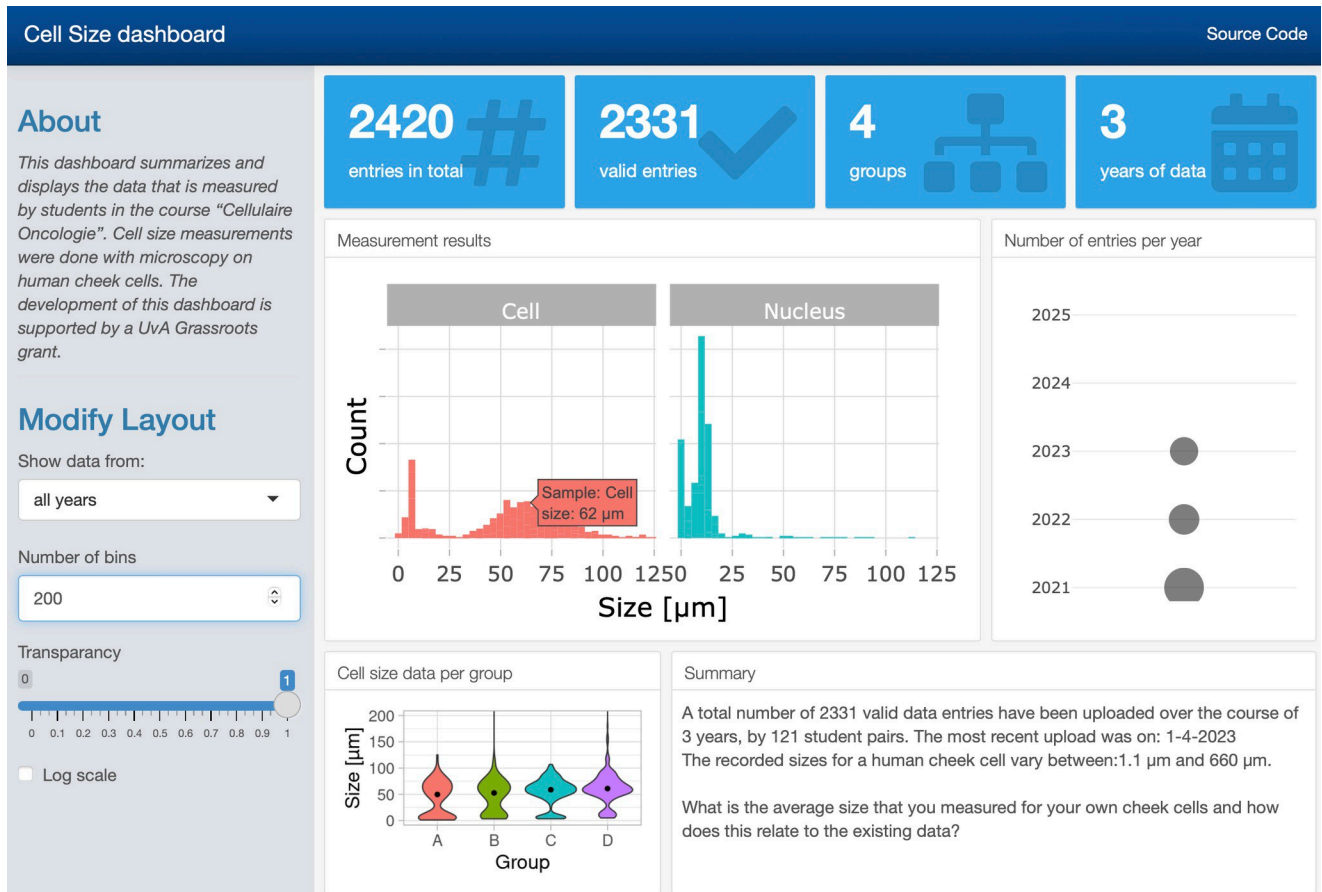 Cell Size dashboard
Source Code
About
This dashboard summarizes and
displays the data that is measured
by students in the course “Cellulaire
Oncologie”. Cell size measurements
were done with microscopy on
human cheek cells. The
development of this dashboard is
supported by a UvA Grassroots
grant.
Modify Layout
Show data from:
all years
Number of bins
200
Transparancy
0
1
0 0.1 0.2 0.3 0.4 0.5 0.6 0.7 0.8 0.9 1
Log scale
2420
entries in total
#
2331
valid entries
4
groups
3
years of data
Measurement results
Cell
Nucleus
Count
Sample: Cell
size: 62 µm
0 25 50 75 100 125
0 25 50 75 100 125
Size [µm]
Number of entries per year
2025
2024
2023
2022
2021
Cell size data per group
Size [µm]
200
150
100
50
0
A B C D
Group
Summary
A total number of 2331 valid data entries have been uploaded over the course of
3 years, by 121 student pairs. The most recent upload was on: 1-4-2023
The recorded sizes for a human cheek cell vary between:1.1 µm and 660 µm.
What is the average size that you measured for your own cheek cells and how
does this relate to the existing data?